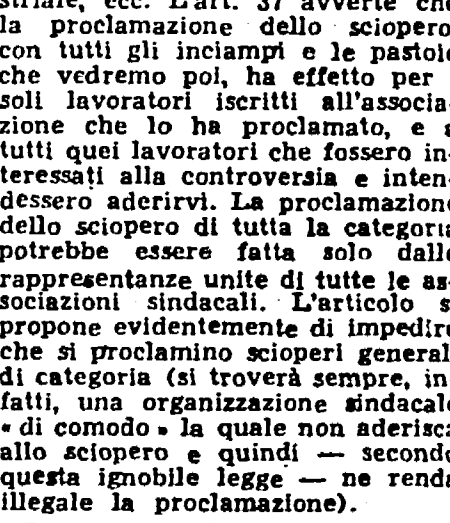 striale, ecc. L'art. 37 avverte che
la proclamazione dello sciopero
con tutti gli inciampi e le pastoie
che vedremo poi, ha effetto per
soli lavoratori iscritti all'associa-
zione che lo ha proclamato, e a
tutti quei lavoratori che fossero in-
teressati alla controversia e inten-
dessero aderirvi. La proclamazione
dello sciopero di tutta la categoria
potrebbe essere fatta solo dalle
rappresentanze unite di tutte le as-
sociazioni sindacali. L'articolo s
propone evidentemente di impedire
che si proclamino scioperi general
di categoria (si troverà sempre, in-
fatti, una organizzazione sindacale
« di comodo » la quale non aderisca
allo sciopero e quindi — secondo
questa ignobile legge — ne renda
illegale la proclamazione).